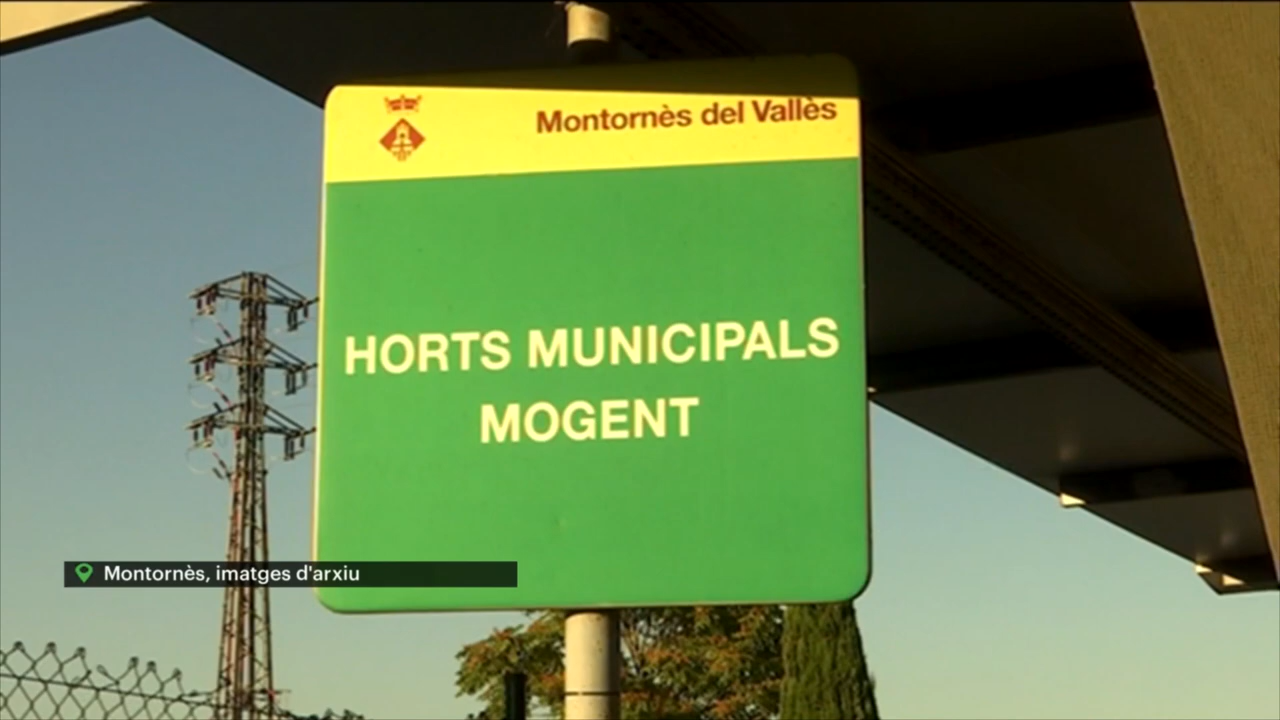 Montornès del Vallès
HORTS MUNICIPALS
MOGENT
Montornès, imatges d'arxiu